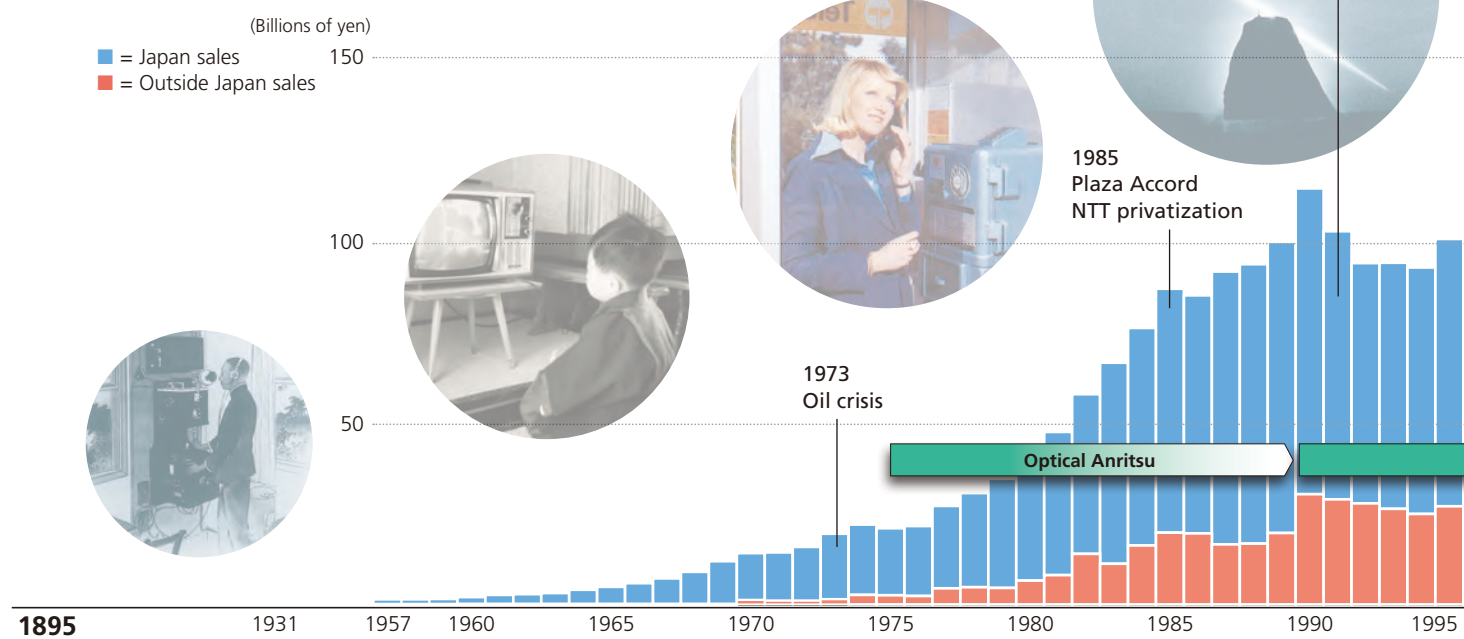 (Billions of yen)
= Japan sales
= Outside Japan sales
150
100
50
1973
Oil crisis
1985
Plaza Accord
NTT privatization
Optical Anritsu
1895
1931
1957
1960
1965
1970
1975
1980
1985
1990
1995